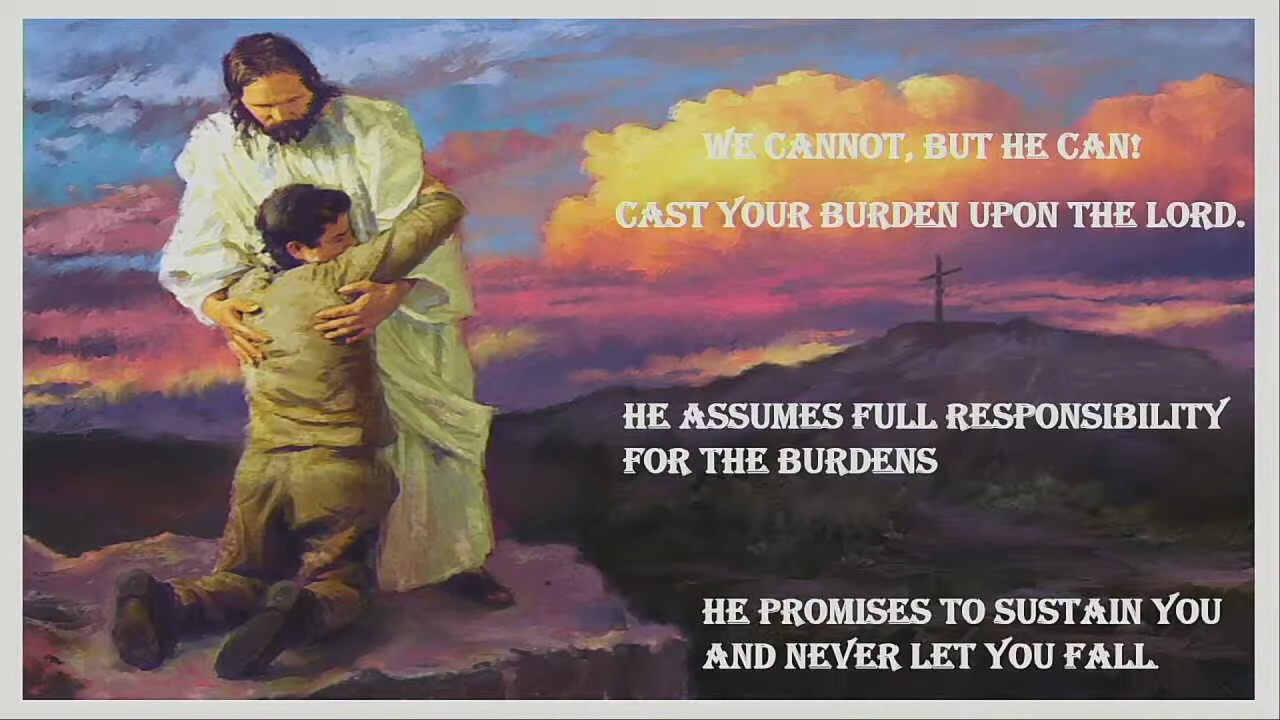 WE CANNOT, BUT HE CAN!
CAST YOUR BURDEN UPON THE LORD.
HE ASSUMES FULL RESPONSIBILITY
FOR THE BURDENS
HE PROMISES TO SUSTAIN YOU
AND NEVER LET YOU FALL